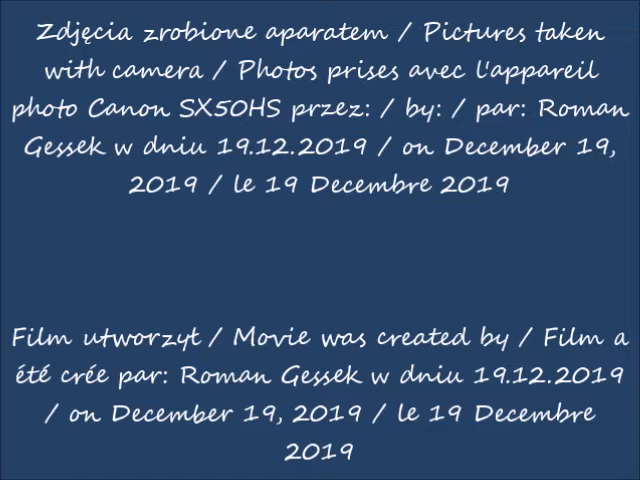 Zdjęcia zrobione aparatem / Pictures taken
with camera / Photos prises avec l'appareil
photo Canon SX50HS przez: / by: / par: Roman
Gessek w dniu 19.12.2019 / on December 19,
2019 / le 19 Decembre 2019
Film utworzył / Movie was created by / Film a
été crée par: Roman Gessek w dniu 19.12.2019
/ on December 19, 2019 / le 19 Decembre
2019